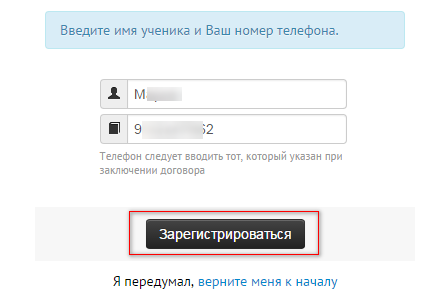 Введите имя ученика и Ваш номер телефона.
Телефон следует вводить тот, который указан при
заключении договора
Зарегистрироваться
Я передумал, верните меня к началу